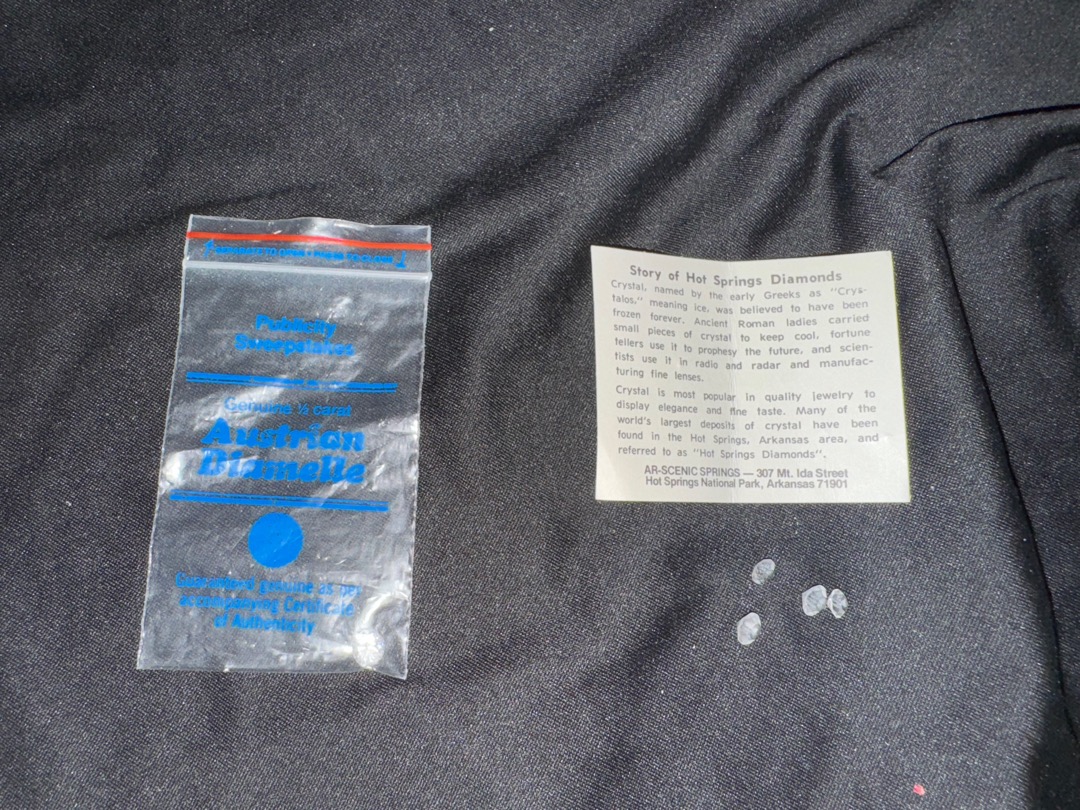 Publicity
Sweepstakes
Genuine ½ carat
Austrian
Diamelle
Guaranteed genuine as per
accompanying Certificate
of Authenticity
Story of Hot Springs Diamonds
Crystal, named by the early Greeks as "Crys-
talos," meaning ice, was believed to have been
frozen forever. Ancient Roman ladies carried
small pieces of crystal to keep cool, fortune
tellers use it to prophesy the future, and scien-
tists use it in radio and radar and manufac-
turing fine lenses.
Crystal is most popular in quality jewelry to
display elegance and fine taste. Many of the
world's largest deposits of crystal have been
found in the Hot Springs, Arkansas area, and
referred to as "Hot Springs Diamonds".
AR-SCENIC SPRINGS — 307 Mt. Ida Street
Hot Springs National Park, Arkansas 71901